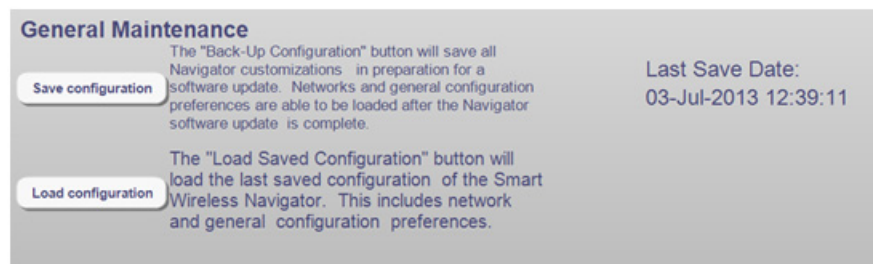 General Maintenance
The "Back-Up Configuration" button will save all
Navigator customizations in preparation for a
Save configuration
software update. Networks and general configuration
preferences are able to be loaded after the Navigator
software update is complete.
Last Save Date:
03-Jul-2013 12:39:11
The "Load Saved Configuration" button will
load the last saved configuration of the Smart
Load configuration
Wireless Navigator. This includes network
and general configuration preferences.